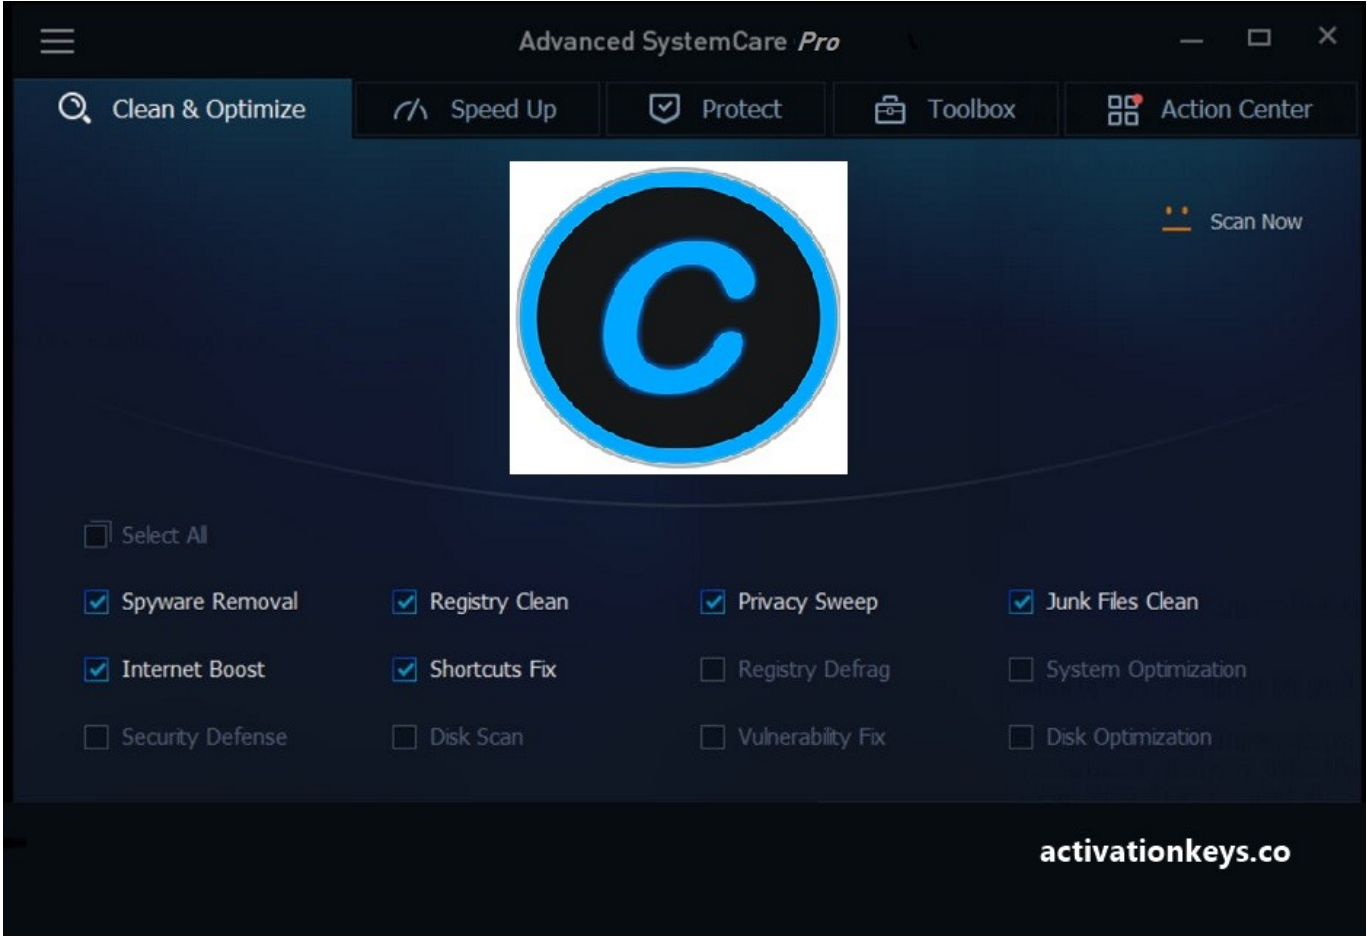 Advanced SystemCare Pro
Clean & Optimize
Speed Up
Protect
Toolbox
Action Center
Scan Now
C
Select All
Spyware Removal
Registry Clean
Privacy Sweep
Junk Files Clean
Internet Boost
Shortcuts Fix
Registry Defrag
System Optimization
Security Defense
Disk Scan
Vulnerability Fix
Disk Optimization
activationkeys.co